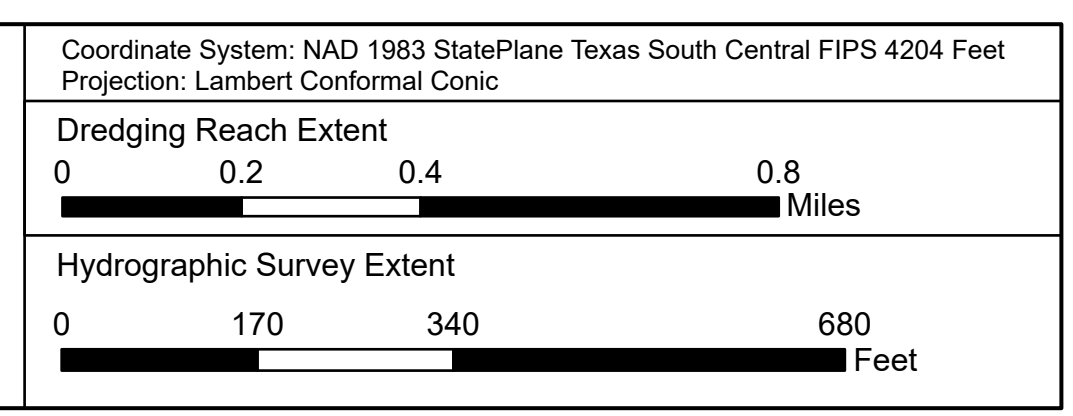 Coordinate System: NAD 1983 StatePlane Texas South Central FIPS 4204 Feet
Projection: Lambert Conformal Conic
Dredging Reach Extent
0 0.2 0.4 0.8
Miles
Hydrographic Survey Extent
0 170 340 680
Feet